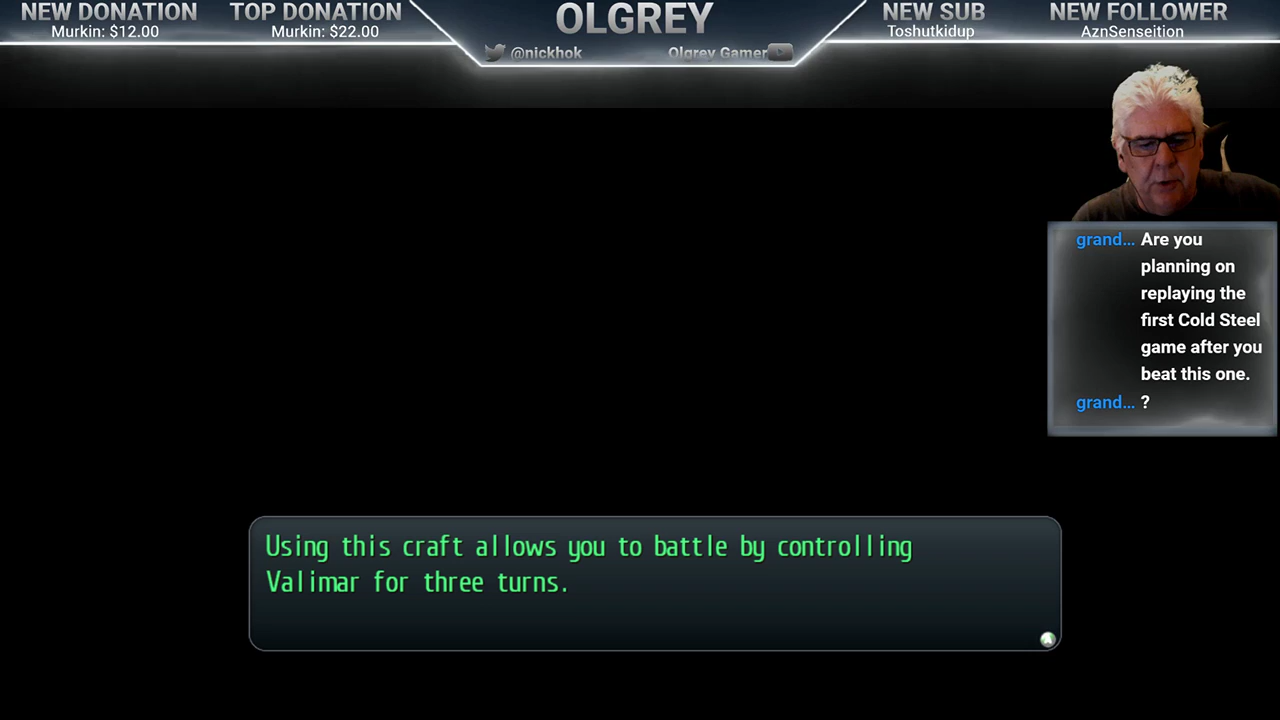 NEW DONATION
Murkin: $12.00
TOP DONATION
Murkin: $22.00
OLGREY
@nickhok
Olgrey Gamer
NEW SUB
Toshutkidup
NEW FOLLOWER
AznSenseition
grand... Are you
planning on
replaying the
first Cold Steel
game after you
beat this one.
grand... ?
Using this craft allows you to battle by controlling
Valimar for three turns.
A